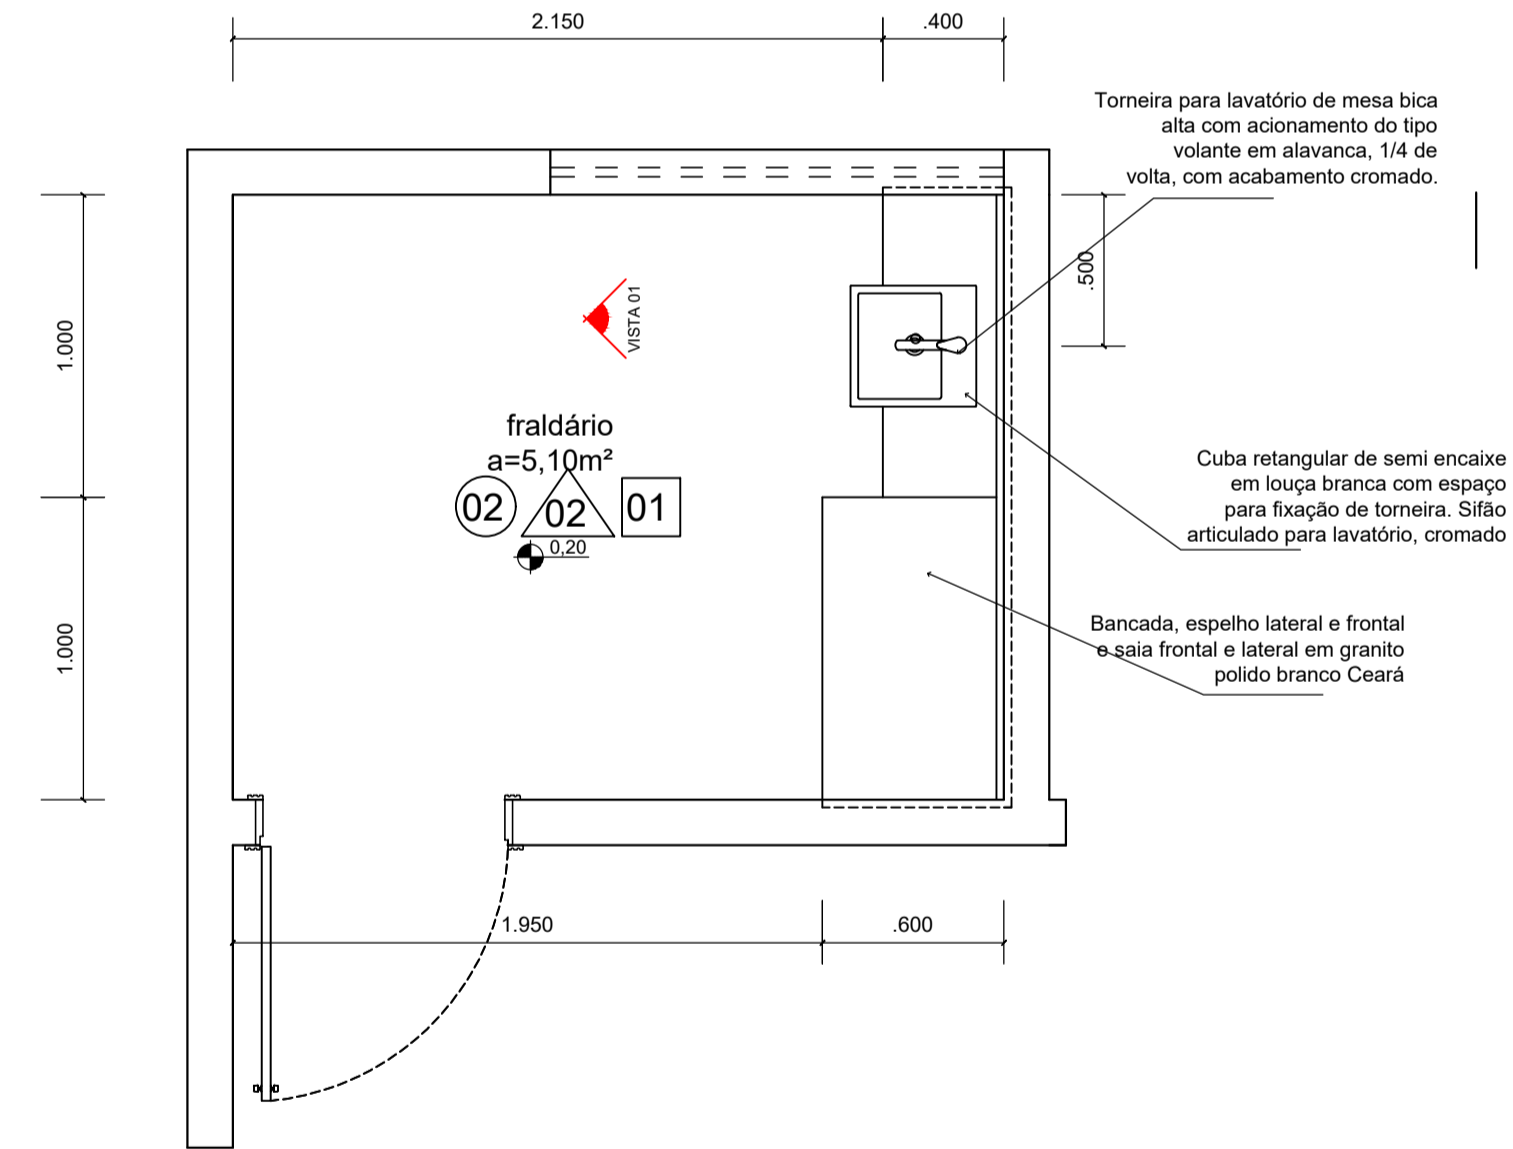 2.150
.400
Torneira para lavatório de mesa bica
alta com acionamento do tipo
volante em alavanca, 1/4 de
volta, com acabamento cromado.
.500
1.000
VISTA 01
fraldário
a=5,10m²
02
02
01
0,20
Cuba retangular de semi encaixe
em louça branca com espaço
para fixação de torneira. Sifão
articulado para lavatório, cromado
1.000
Bancada, espelho lateral e frontal
e saia frontal e lateral em granito
polido branco Ceará
1.950
.600